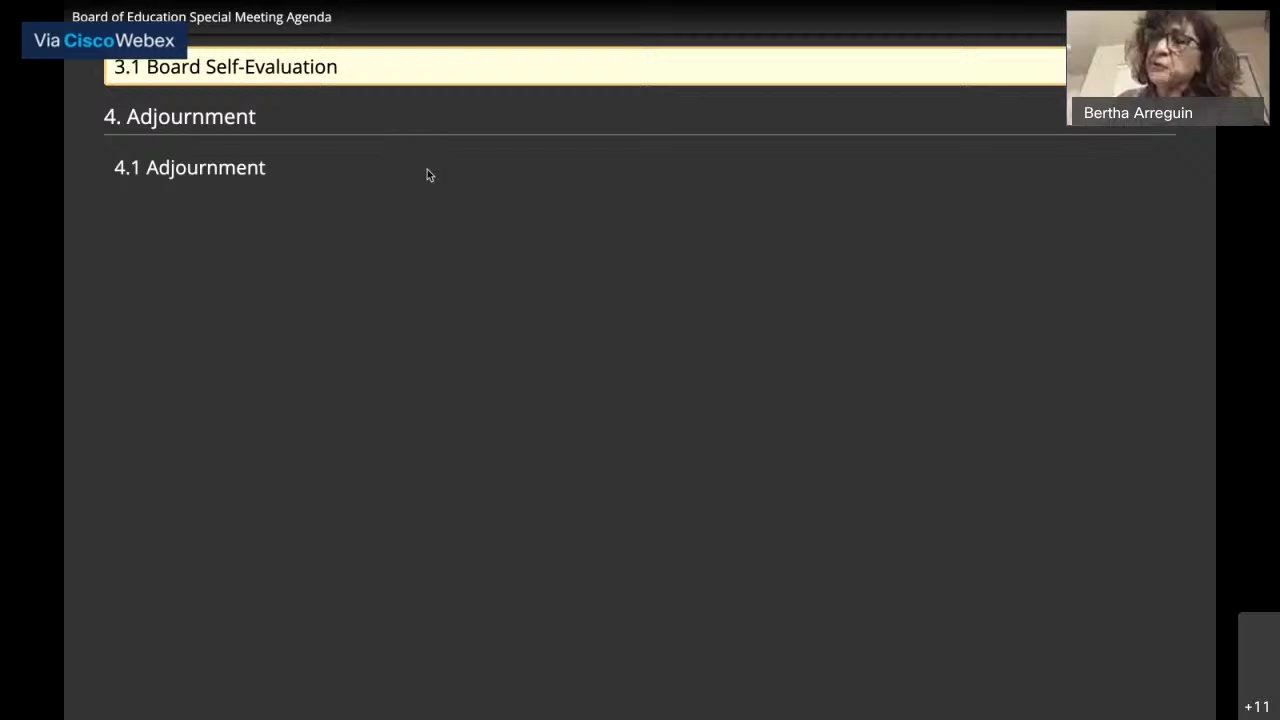 Board of Education Special Meeting Agenda
Via CiscoWebex
3.1 Board Self-Evaluation
Bertha Arreguin
4. Adjournment
4.1 Adjournment
+11